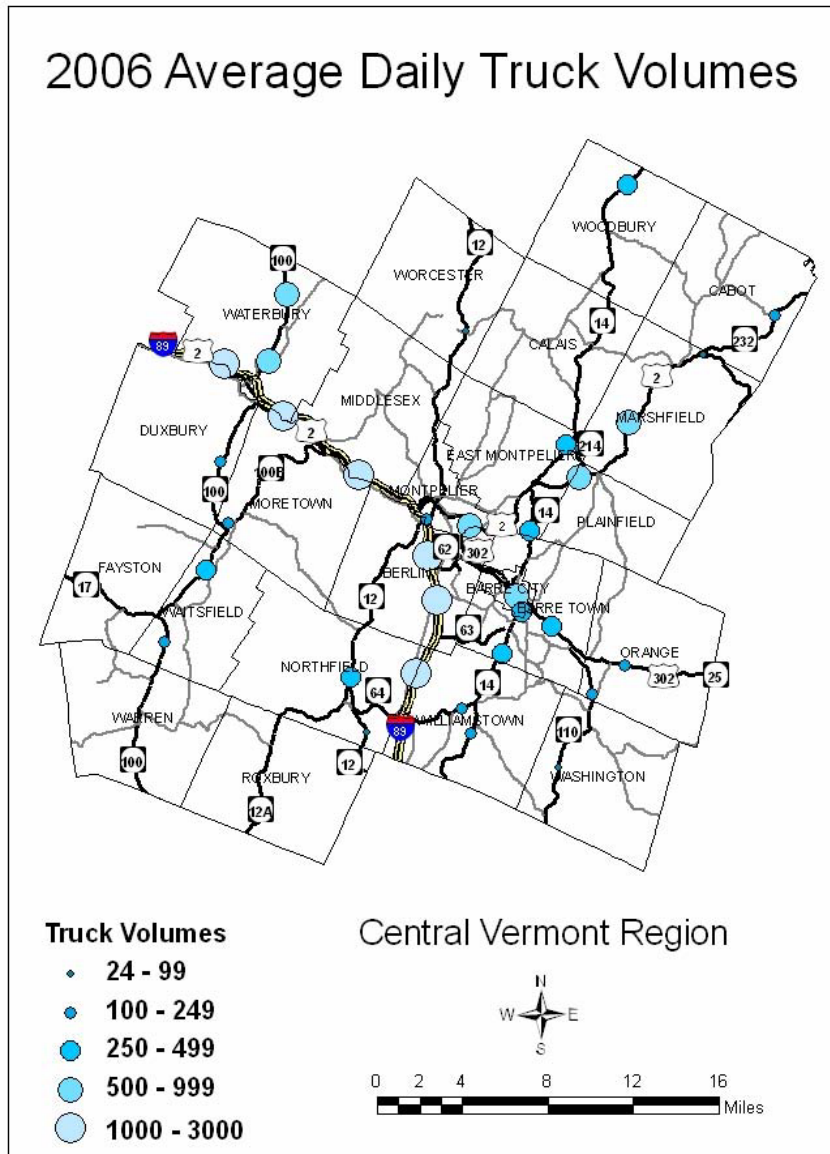 2006 Average Daily Truck Volumes
WOODBURY
12
100
WORCESTER
CABOT
WATERBURY
14
232
89
2
CALAIS
2
MIDDLESEX
MARSHFIELD
DUXBURY
2
214
EAST MONTPELIER
100B
100
MONTPELIER
MORETOWN
14
2
PLAINFIELD
62
302
FAYSTON
BERLIN
17
BARRE CITY
12
WAITSFIELD
BARRE TOWN
63
ORANGE
NORTHFIELD
302
25
64
14
WARREN
WILLIAMSTOWN
89
110
100
12
ROXBURY
WASHINGTON
12A
Truck Volumes
24 - 99
100 - 249
250 - 499
500 - 999
1000 - 3000
Central Vermont Region
N
W
E
S
0 2 4 8 12 16
Miles